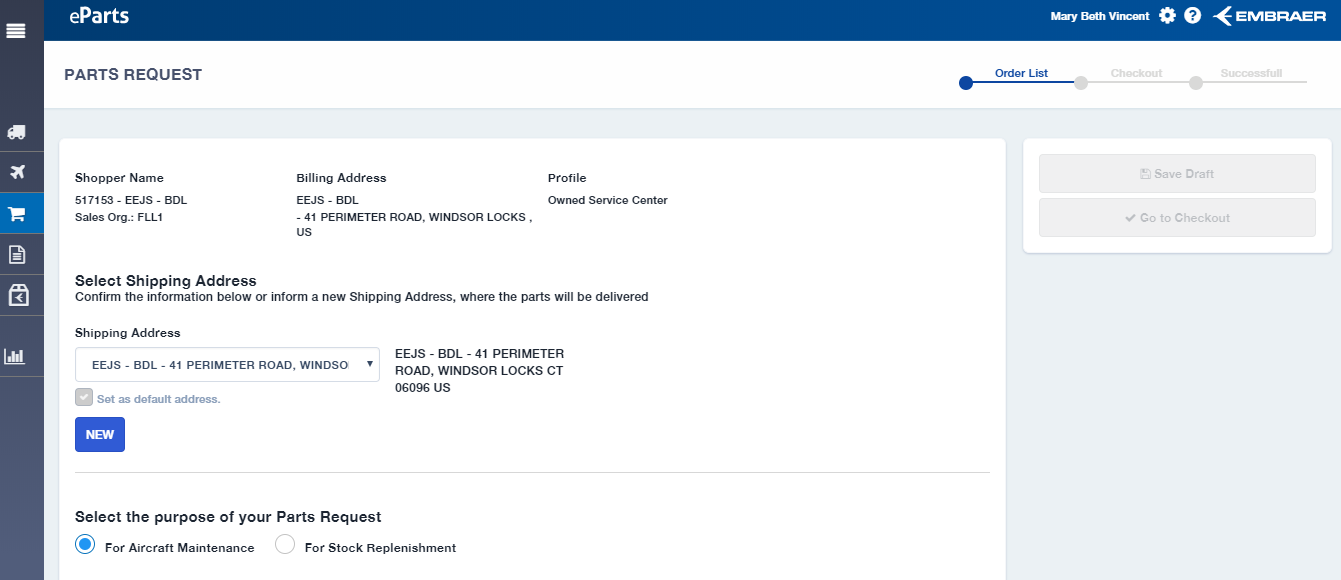 eParts
Mary Beth Vincent
EMBRAER
PARTS REQUEST
Order List
Checkout
Successfull
Shopper Name
517153 - EEJS - BDL
Sales Org.: FLL1
Billing Address
EEJS - BDL
- 41 PERIMETER ROAD, WINDSOR LOCKS ,
US
Profile
Owned Service Center
Save Draft
Go to Checkout
Select Shipping Address
Confirm the information below or inform a new Shipping Address, where the parts will be delivered
Shipping Address
EEJS - BDL - 41 PERIMETER ROAD, WINDSO
EEJS - BDL - 41 PERIMETER
ROAD, WINDSOR LOCKS CT
06096 US
Set as default address.
NEW
Select the purpose of your Parts Request
For Aircraft Maintenance
For Stock Replenishment